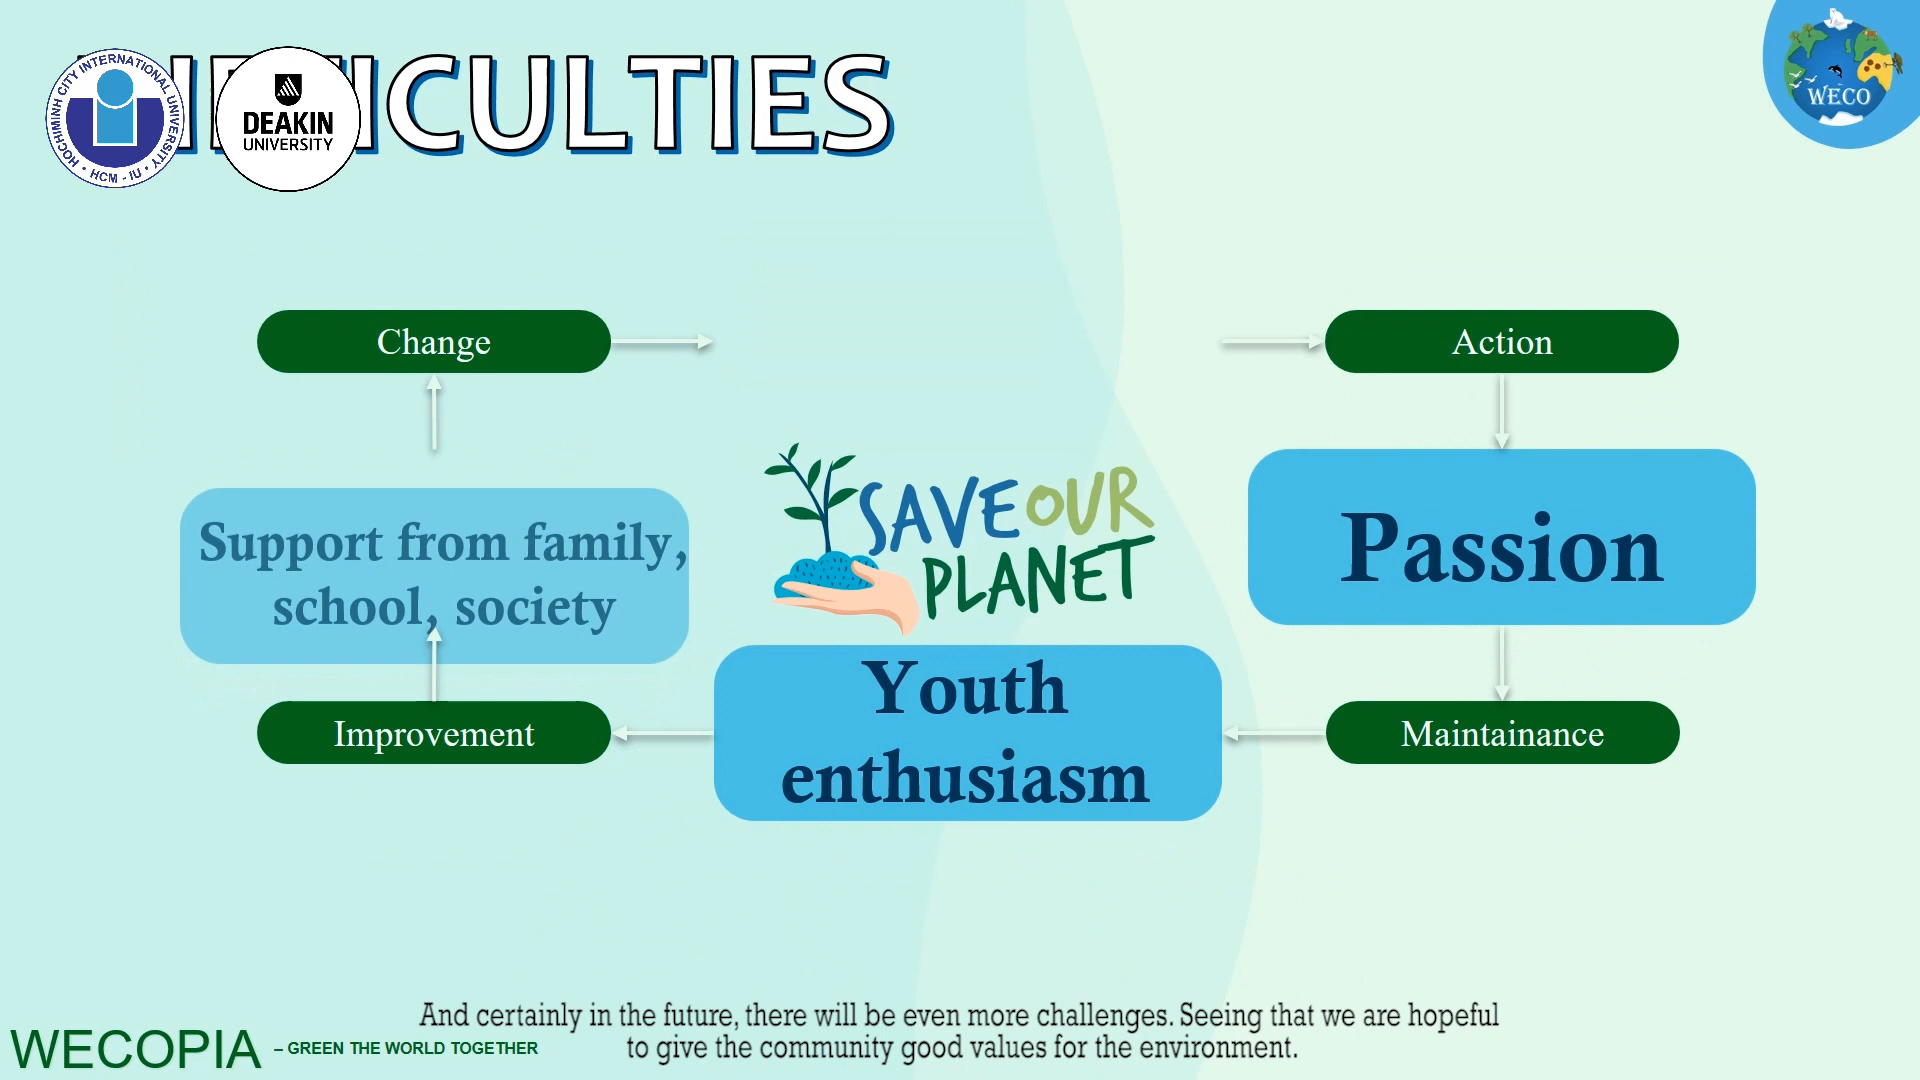 HOCHIMINH CITY INTERNATIONAL UNIVERSITY
• HCM - IU •
DEAKIN
UNIVERSITY
ICULTIES
WECO
Change
Action
SAVE OUR
PLANET
Support from family,
school, society
Passion
Youth
enthusiasm
Improvement
Maintainance
And certainly in the future, there will be even more challenges. Seeing that we are hopeful
to give the community good values for the environment.
WECOPIA – GREEN THE WORLD TOGETHER